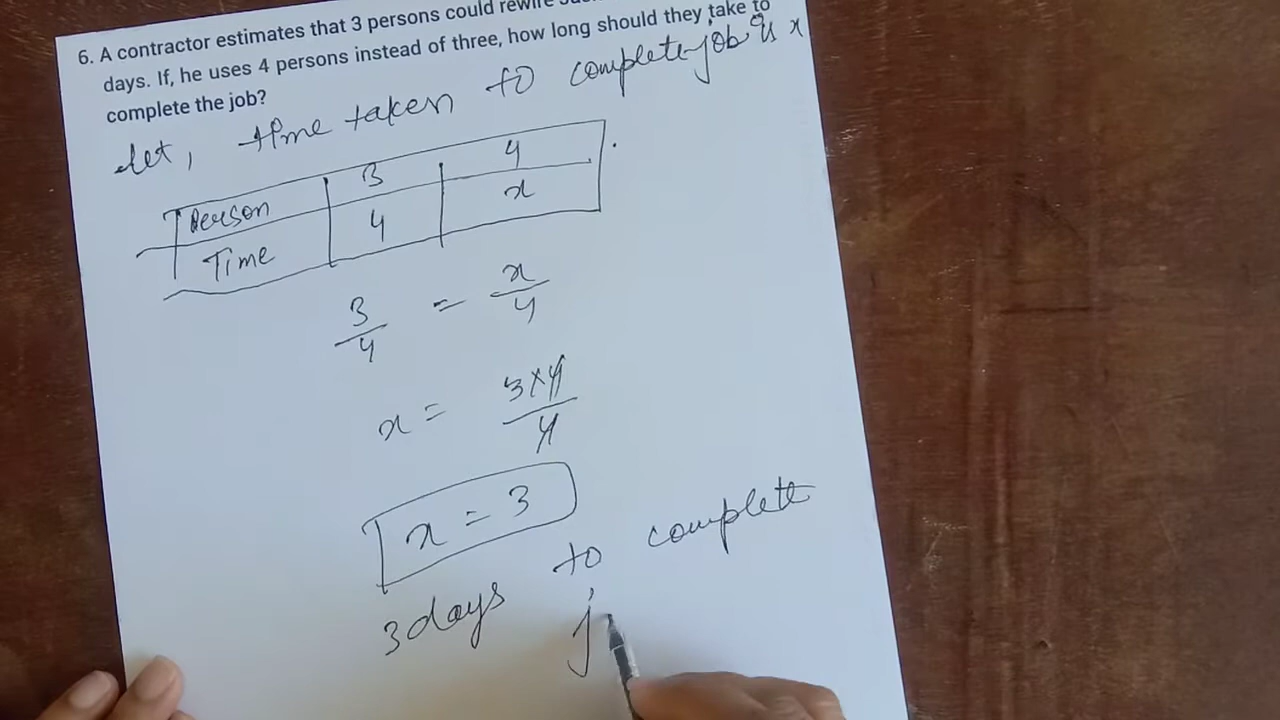 6. A contractor estimates that 3 persons could rewire
days. If, he uses 4 persons instead of three, how long should they take to
complete the job?
let, time taken to complete job is x
Person 3 4
Time 4 x
3/4 = x/4
x = 3×4/4
x = 3
3 days to complete
j